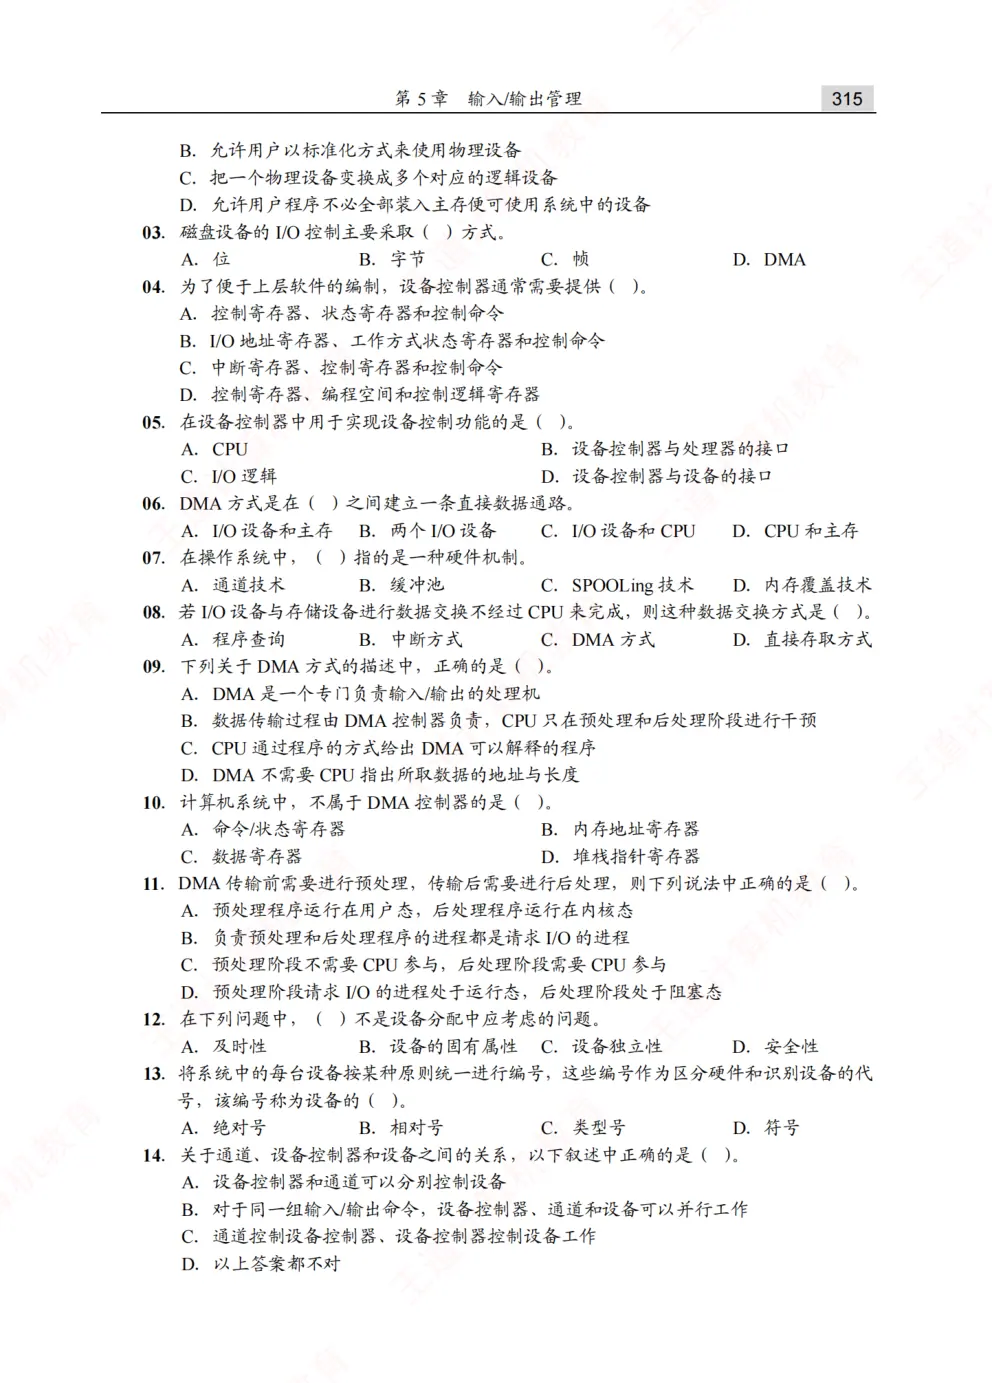 第 5 章 输入/输出管理 315
B. 允许用户以标准化方式来使用物理设备
C. 把一个物理设备变换成多个对应的逻辑设备
D. 允许用户程序不必全部装入主存便可使用系统中的设备
03. 磁盘设备的 I/O 控制主要采取（ ）方式。
A. 位 B. 字节 C. 帧 D. DMA
04. 为了便于上层软件的编制，设备控制器通常需要提供（ ）。
A. 控制寄存器、状态寄存器和控制命令
B. I/O 地址寄存器、工作方式状态寄存器和控制命令
C. 中断寄存器、控制寄存器和控制命令
D. 控制寄存器、编程空间和控制逻辑寄存器
05. 在设备控制器中用于实现设备控制功能的是（ ）。
A. CPU B. 设备控制器与处理器的接口
C. I/O 逻辑 D. 设备控制器与设备的接口
06. DMA 方式是在（ ）之间建立一条直接数据通路。
A. I/O 设备和主存 B. 两个 I/O 设备 C. I/O 设备和 CPU D. CPU 和主存
07. 在操作系统中，（ ）指的是一种硬件机制。
A. 通道技术 B. 缓冲池 C. SPOOLing 技术 D. 内存覆盖技术
08. 若 I/O 设备与存储设备进行数据交换不经过 CPU 来完成，则这种数据交换方式是（ ）。
A. 程序查询 B. 中断方式 C. DMA 方式 D. 直接存取方式
09. 下列关于 DMA 方式的描述中，正确的是（ ）。
A. DMA 是一个专门负责输入/输出的处理机
B. 数据传输过程由 DMA 控制器负责，CPU 只在预处理和后处理阶段进行干预
C. CPU 通过程序的方式给出 DMA 可以解释的程序
D. DMA 不需要 CPU 指出所取数据的地址与长度
10. 计算机系统中，不属于 DMA 控制器的是（ ）。
A. 命令/状态寄存器 B. 内存地址寄存器
C. 数据寄存器 D. 堆栈指针寄存器
11. DMA 传输前需要进行预处理，传输后需要进行后处理，则下列说法中正确的是（ ）。
A. 预处理程序运行在用户态，后处理程序运行在内核态
B. 负责预处理和后处理程序的进程都是请求 I/O 的进程
C. 预处理阶段不需要 CPU 参与，后处理阶段需要 CPU 参与
D. 预处理阶段请求 I/O 的进程处于运行态，后处理阶段处于阻塞态
12. 在下列问题中，（ ）不是设备分配中应考虑的问题。
A. 及时性 B. 设备的固有属性 C. 设备独立性 D. 安全性
13. 将系统中的每台设备按某种原则统一进行编号，这些编号作为区分硬件和识别设备的代
号，该编号称为设备的（ ）。
A. 绝对号 B. 相对号 C. 类型号 D. 符号
14. 关于通道、设备控制器和设备之间的关系，以下叙述中正确的是（ ）。
A. 设备控制器和通道可以分别控制设备
B. 对于同一组输入/输出命令，设备控制器、通道和设备可以并行工作
C. 通道控制设备控制器、设备控制器控制设备工作
D. 以上答案都不对